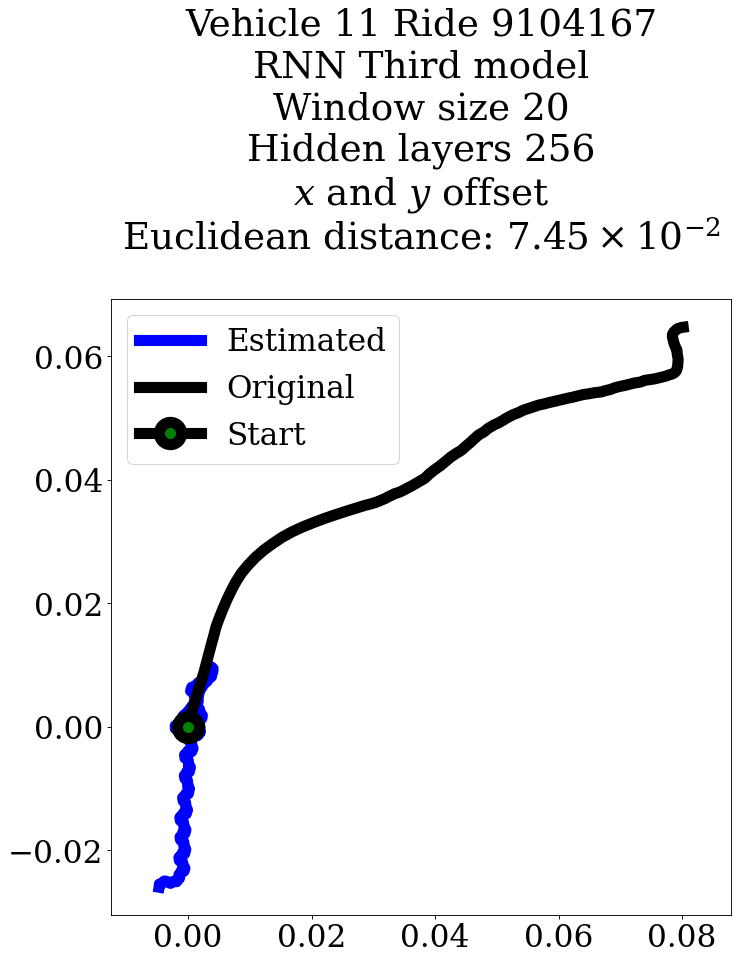 Vehicle 11 Ride 9104167
RNN Third model
Window size 20
Hidden layers 256
x and y offset
Euclidean distance: 7.45 × 10⁻²
Estimated
Original
Start
0.06
0.04
0.02
0.00
−0.02
0.00 0.02 0.04 0.06 0.08